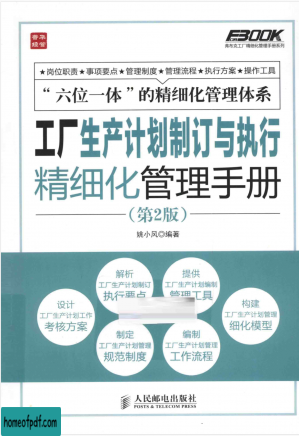 普华经管
EBOOK
弗布克工厂精细化管理手册系列
★岗位职责★事项要点★管理制度★管理流程★执行方案★操作工具
“六位一体”的精细化管理体系
工厂生产计划制订与执行
精细化管理手册
(第2版)
姚小风◎编著
解析
工厂生产计划制订
执行要点
提供
工厂生产计划编制
管理工具
设计
工厂生产计划工作
考核方案
构建
工厂生产计划管理
细化模型
制定
工厂生产计划管理
规范制度
编制
工厂生产计划管理
工作流程
人民邮电出版社
POSTS & TELECOM PRESS
homeofpdf.com